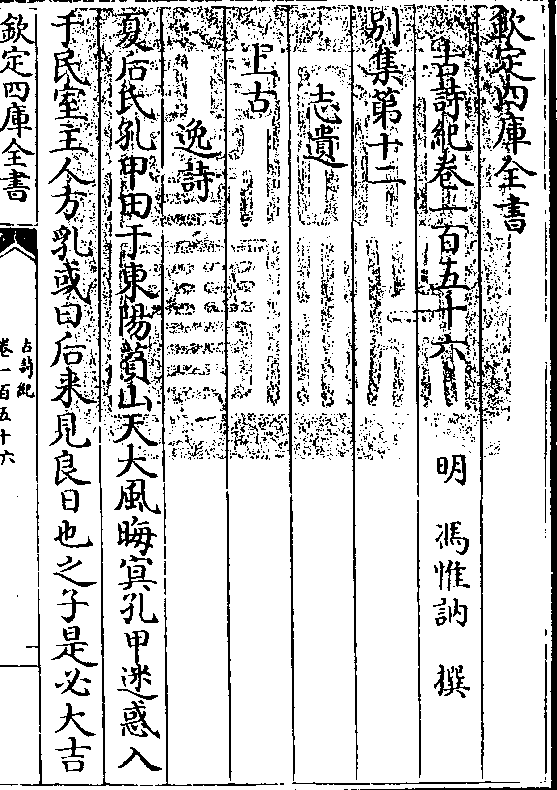 欽定四庫全書
古詩紀卷一百五十六　明　馮惟訥　撰
別集第十二
志遺
上古
逸詩
夏后氏孔甲田于東陽萯山天大風晦㝠孔甲迷惑入
于民室主人方乳或曰后来見良日也之子是必大吉
欽定四庫全書
古詩紀
卷一百五十六
一